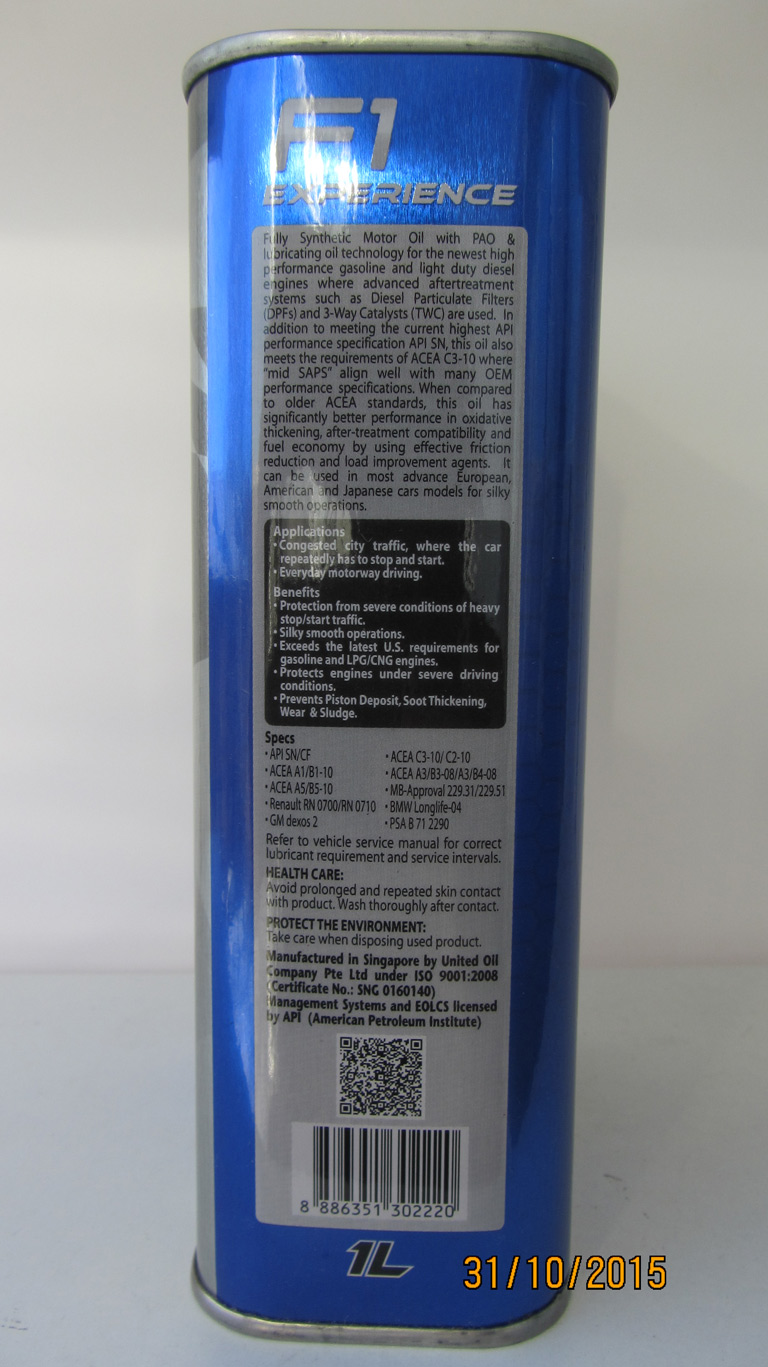 F1
EXPERIENCE
Fully Synthetic Motor Oil with PAO &
lubricating oil technology for the newest high
performance gasoline and light duty diesel
engines where advanced aftertreatment
systems such as Diesel Particulate Filters
(DPFs) and 3-Way Catalysts (TWC) are used. In
addition to meeting the current highest API
performance specification API SN, this oil also
meets the requirements of ACEA C3-10 where
"mid SAPS" align well with many OEM
performance specifications. When compared
to older ACEA standards, this oil has
significantly better performance in oxidative
thickening, after-treatment compatibility and
fuel economy by using effective friction
reduction and load improvement agents. It
can be used in most advance European,
American and Japanese cars models for silky
smooth operations.
Applications
• Congested city traffic, where the car
repeatedly has to stop and start.
• Everyday motorway driving.
Benefits
• Protection from severe conditions of heavy
stop/start traffic.
• Silky smooth operations.
• Exceeds the latest U.S. requirements for
gasoline and LPG/CNG engines.
• Protects engines under severe driving
conditions.
• Prevents Piston Deposit, Soot Thickening,
Wear & Sludge.
Specs
• API SN/CF • ACEA C3-10/ C2-10
• ACEA A1/B1-10 • ACEA A3/B3-08/A3/B4-08
• ACEA A5/B5-10 • MB-Approval 229.31/229.51
• Renault RN 0700/RN 0710 • BMW Longlife-04
• GM dexos 2 • PSA B 71 2290
Refer to vehicle service manual for correct
lubricant requirement and service intervals.
HEALTH CARE:
Avoid prolonged and repeated skin contact
with product. Wash thoroughly after contact.
PROTECT THE ENVIRONMENT:
Take care when disposing used product.
Manufactured in Singapore by United Oil
Company Pte Ltd under ISO 9001:2008
(Certificate No.: SNG 0160140)
Management Systems and EOLCS licensed
by API (American Petroleum Institute)
8 886351 302220
1L
31/10/2015